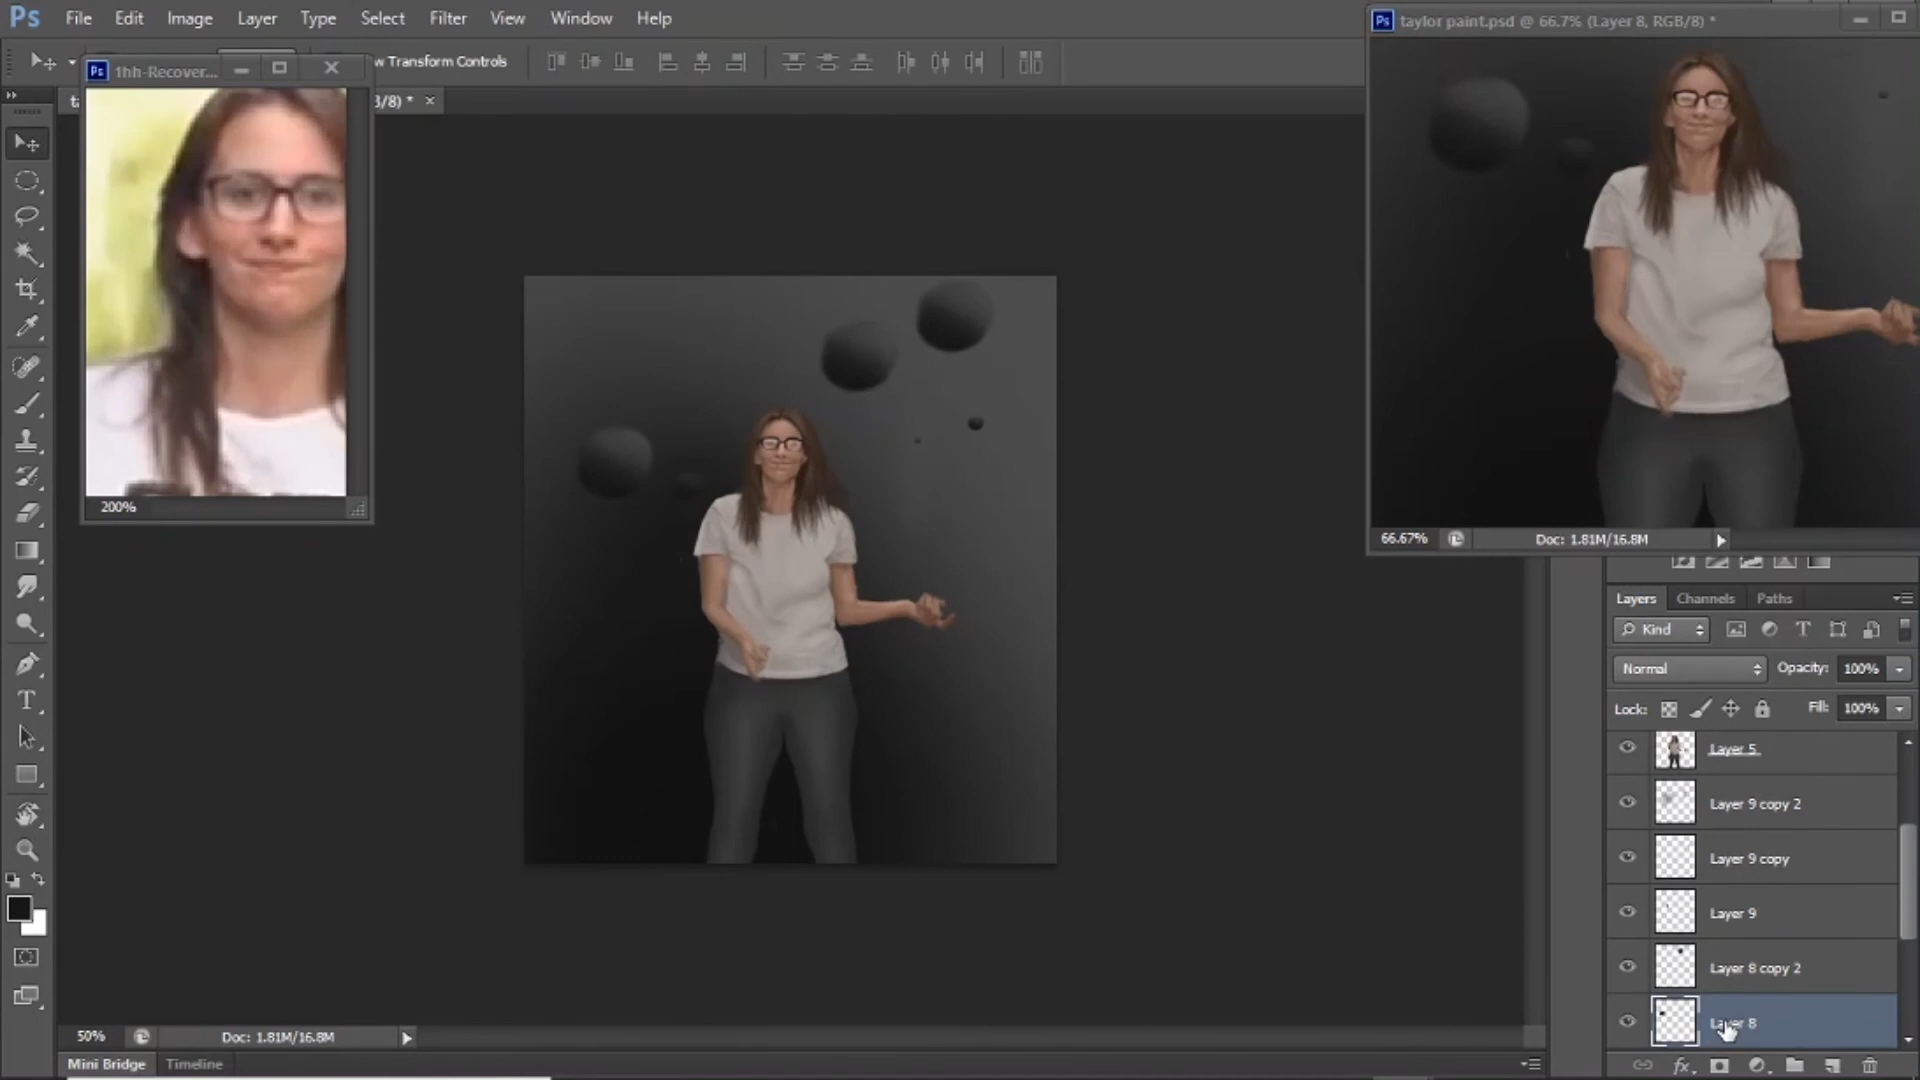 Ps File Edit Image Layer Type Select Filter View Window Help
Ps taylor paint.psd @ 66.7% (Layer 8, RGB/8) *
w Transform Controls
Ps 1hh-Recover...
ta
B/8) * ×
200%
66.67% Doc: 1.81M/16.8M
Layers Channels Paths
Kind
Normal Opacity: 100%
Lock: Fill: 100%
Layer 5
Layer 9 copy 2
Layer 9 copy
Layer 9
Layer 8 copy 2
Layer 8
50% Doc: 1.81M/16.8M
Mini Bridge Timeline